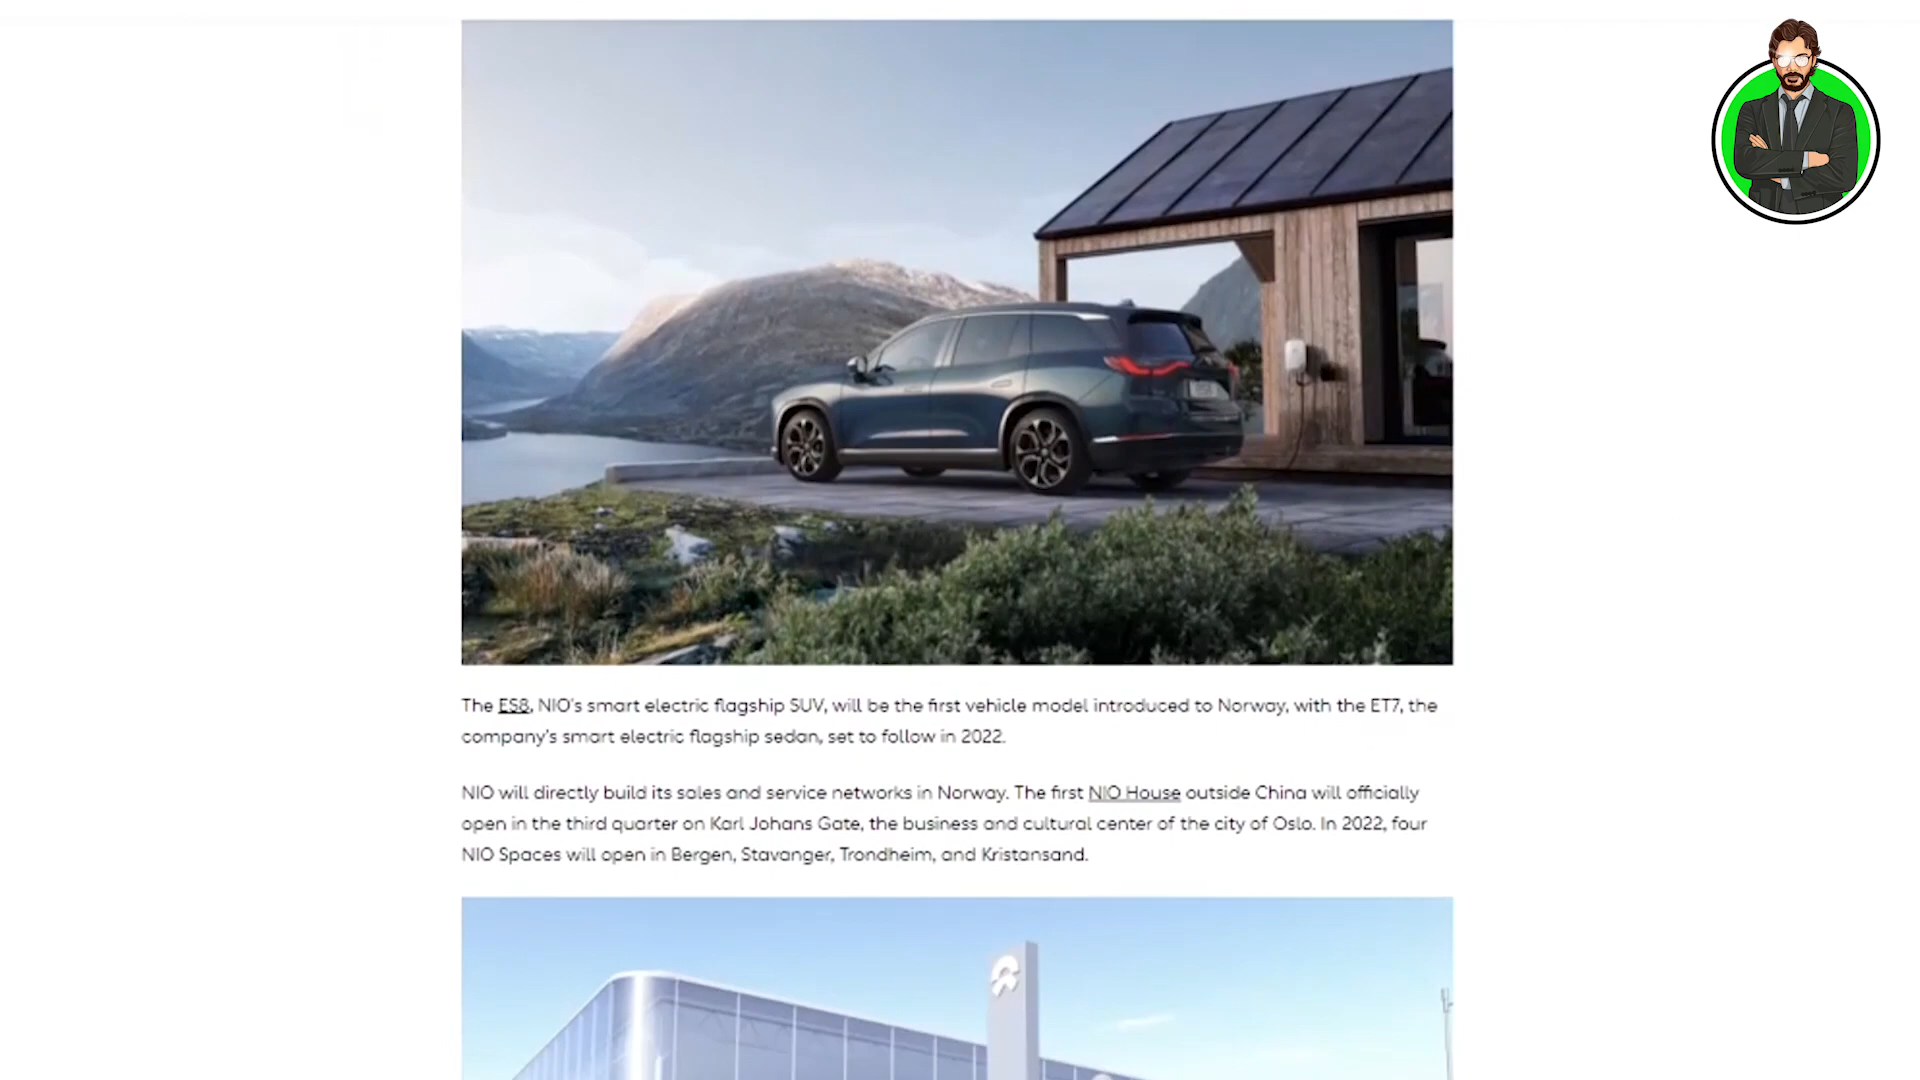 The ES8, NIO's smart electric flagship SUV, will be the first vehicle model introduced to Norway, with the ET7, the
company's smart electric flagship sedan, set to follow in 2022.
NIO will directly build its sales and service networks in Norway. The first NIO House outside China will officially
open in the third quarter on Karl Johans Gate, the business and cultural center of the city of Oslo. In 2022, four
NIO Spaces will open in Bergen, Stavanger, Trondheim, and Kristansand.